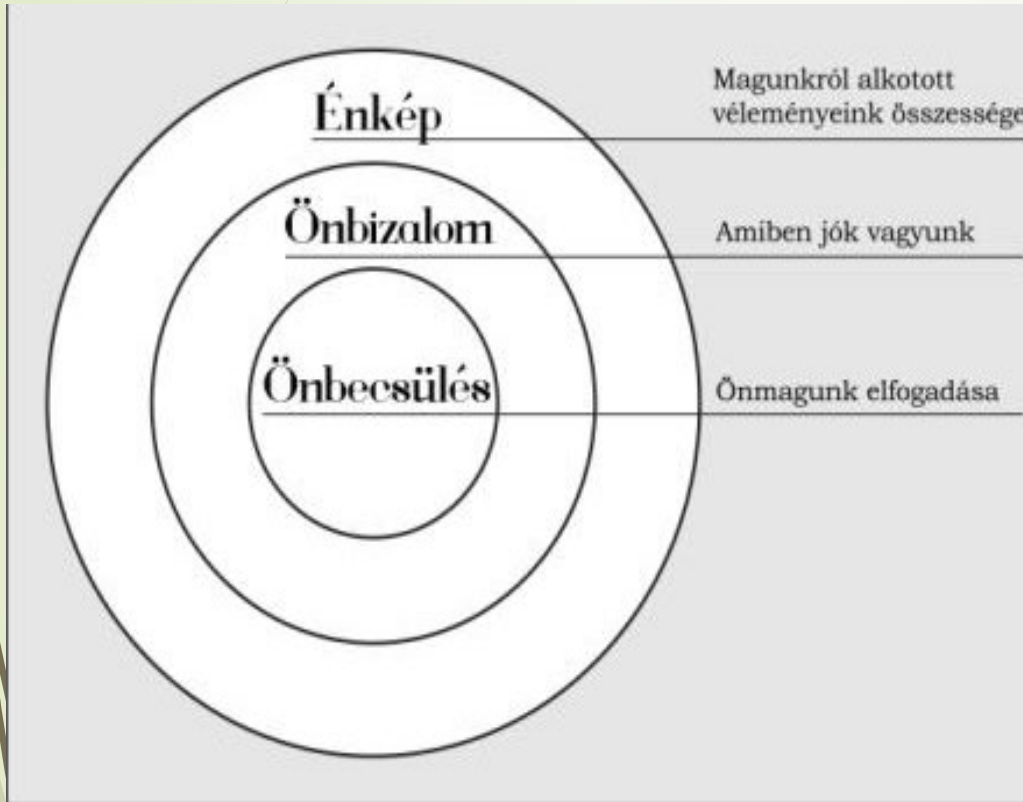 Énkép
Magunkról alkotott
véleményeink összessége
Önbizalom
Amiben jók vagyunk
Önbecsülés
Önmagunk elfogadása